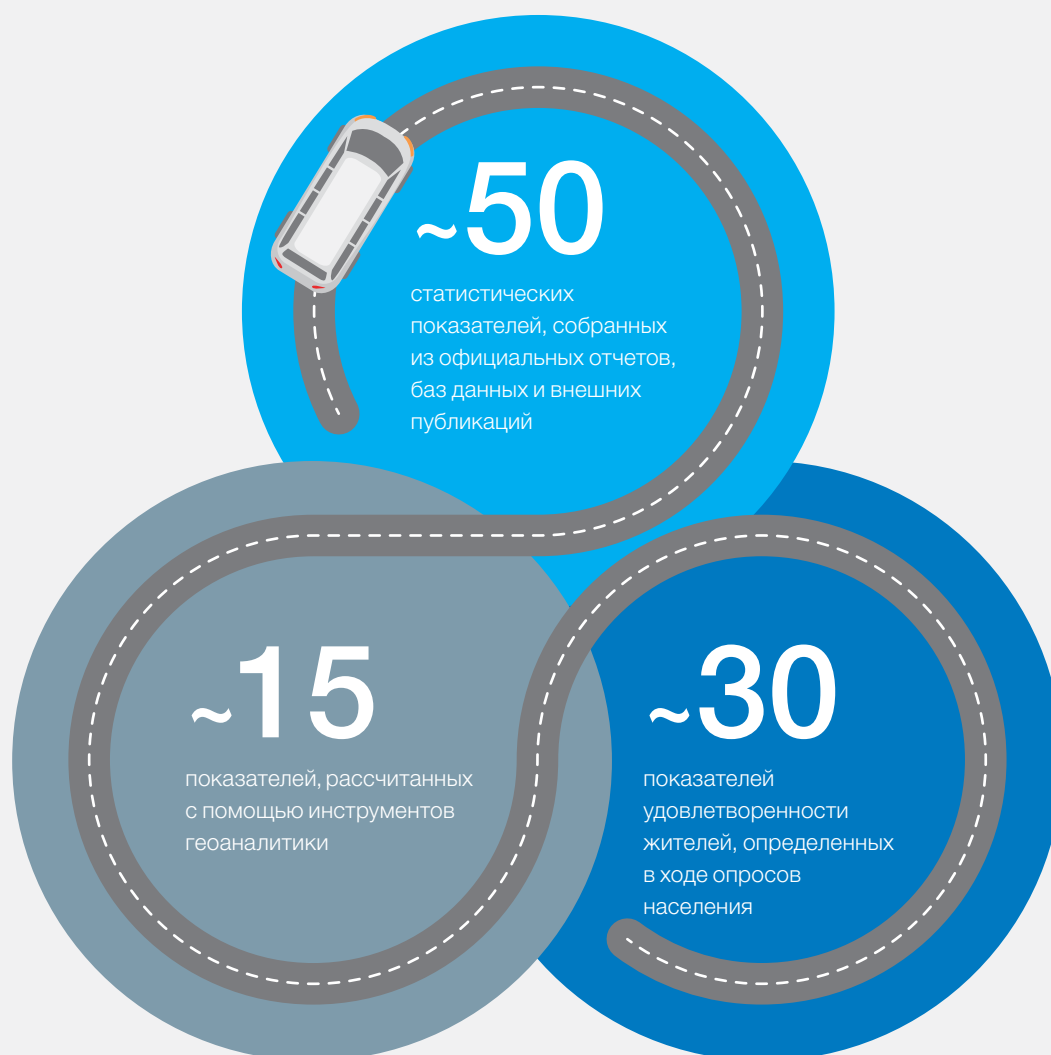 ~50
статистических
показателей, собранных
из официальных отчетов,
баз данных и внешних
публикаций
~15
показателей, рассчитанных
с помощью инструментов
геоаналитики
~30
показателей
удовлетворенности
жителей, определенных
в ходе опросов
населения